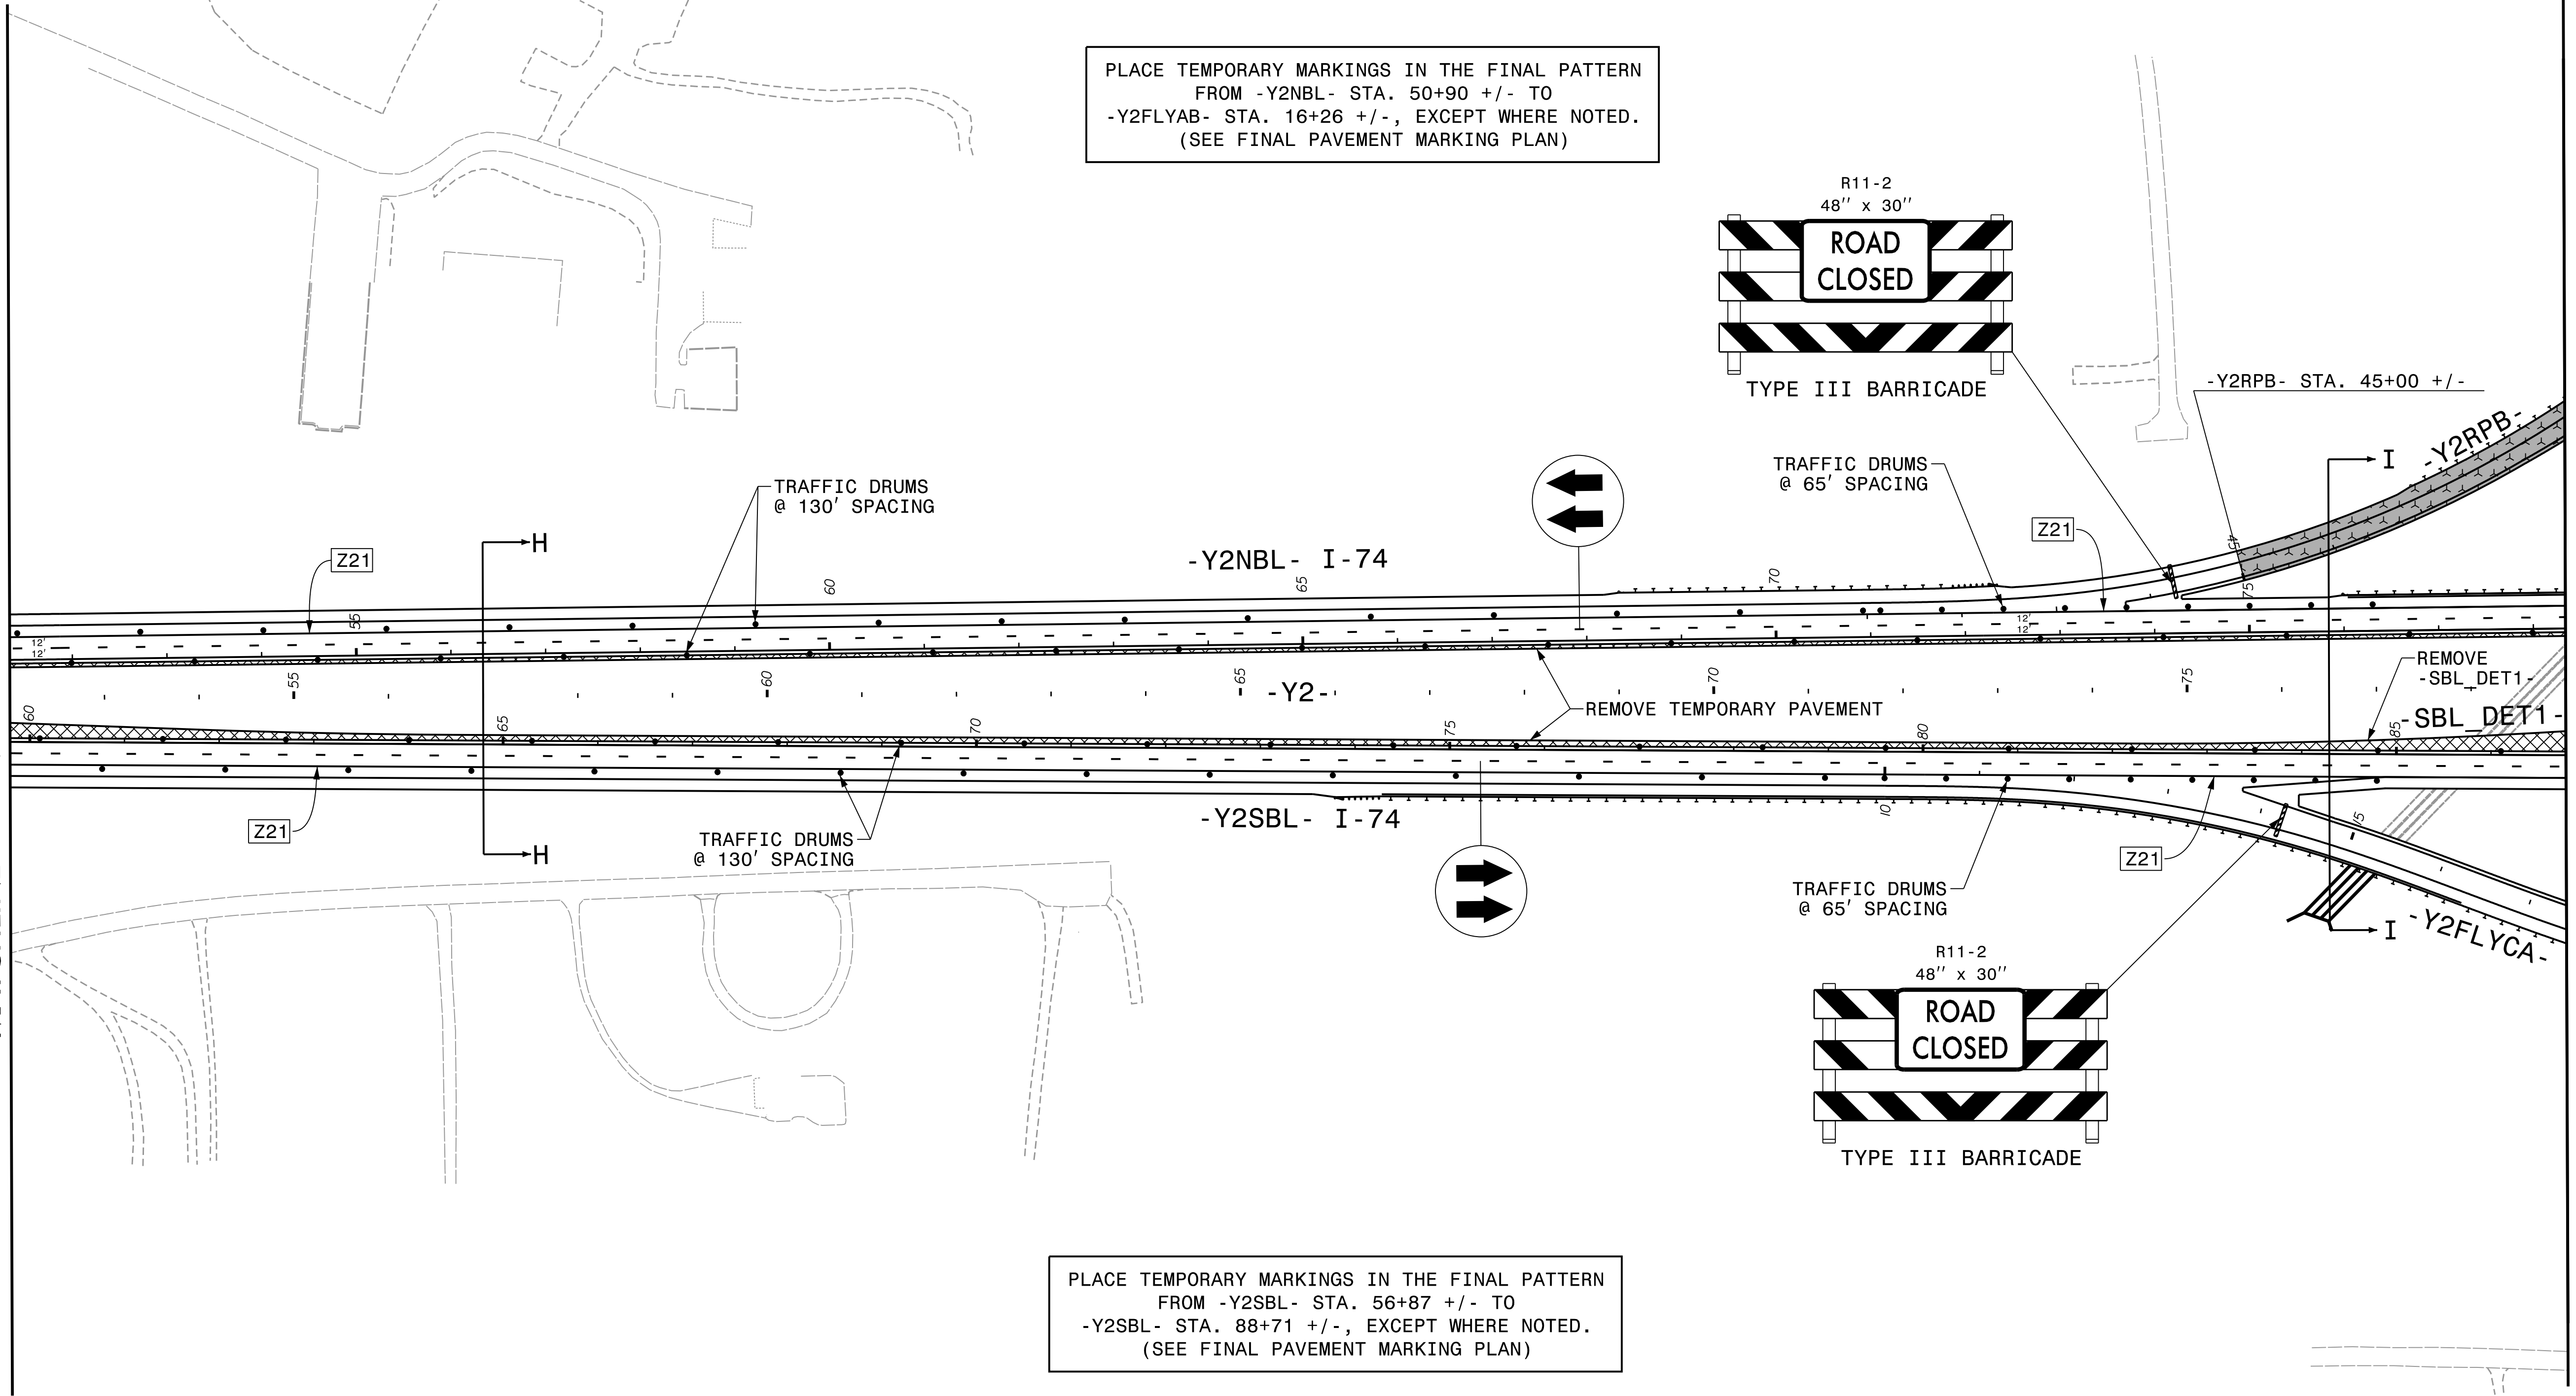 PLACE TEMPORARY MARKINGS IN THE FINAL PATTERN
FROM -Y2NBL- STA. 50+90 +/- TO
-Y2FLYAB- STA. 16+26 +/-, EXCEPT WHERE NOTED.
(SEE FINAL PAVEMENT MARKING PLAN)
R11-2
48'' x 30''
ROAD
CLOSED
TYPE III BARRICADE
-Y2RPB- STA. 45+00 +/-
-Y2RPB-
I
TRAFFIC DRUMS
@ 65' SPACING
TRAFFIC DRUMS
@ 130' SPACING
Z21
Z21
H
-Y2NBL- I-74
45
55
60
65
70
75
12'
12'
12'
12'
REMOVE
-SBL_DET1-
-SBL_DET1-
55
60
65
-Y2-
70
75
REMOVE TEMPORARY PAVEMENT
60
65
70
75
80
85
Z21
H
TRAFFIC DRUMS
@ 130' SPACING
-Y2SBL- I-74
10
15
Z21
TRAFFIC DRUMS
@ 65' SPACING
I
-Y2FLYCA-
R11-2
48'' x 30''
ROAD
CLOSED
TYPE III BARRICADE
PLACE TEMPORARY MARKINGS IN THE FINAL PATTERN
FROM -Y2SBL- STA. 56+87 +/- TO
-Y2SBL- STA. 88+71 +/-, EXCEPT WHERE NOTED.
(SEE FINAL PAVEMENT MARKING PLAN)